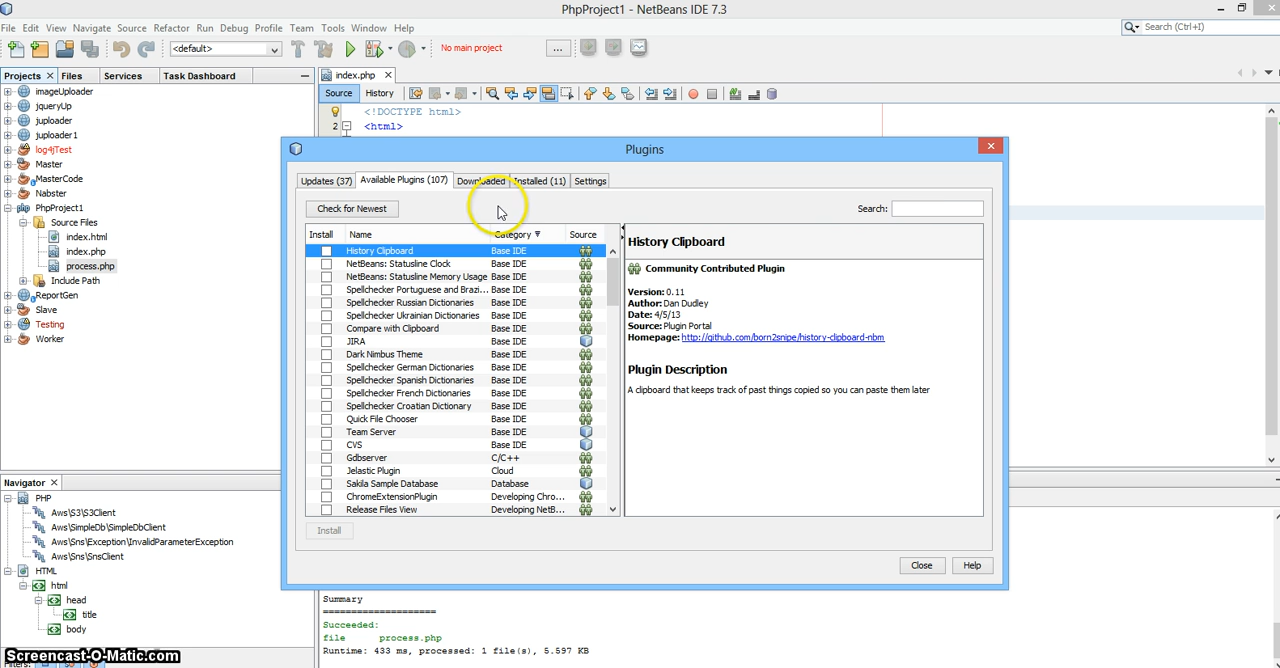 PhpProject1 - NetBeans IDE 7.3
File Edit View Navigate Source Refactor Run Debug Profile Team Tools Window Help
Search (Ctrl+I)
<default>
No main project
...
Projects Files Services Task Dashboard
index.php
Source History
imageUploader
jqueryUp
juploader
juploader1
log4jTest
Master
MasterCode
Nabster
PhpProject1
Source Files
index.html
index.php
process.php
Include Path
ReportGen
Slave
Testing
Worker
<!DOCTYPE html>
2 <html>
Plugins
Updates (37) Available Plugins (107) Downloaded Installed (11) Settings
Check for Newest
Search:
Install Name Category Source
History Clipboard Base IDE
NetBeans: Statusline Clock Base IDE
NetBeans: Statusline Memory Usage Base IDE
Spellchecker Portuguese and Brazi... Base IDE
Spellchecker Russian Dictionaries Base IDE
Spellchecker Ukrainian Dictionaries Base IDE
Compare with Clipboard Base IDE
JIRA Base IDE
Dark Nimbus Theme Base IDE
Spellchecker German Dictionaries Base IDE
Spellchecker Spanish Dictionaries Base IDE
Spellchecker French Dictionaries Base IDE
Spellchecker Croatian Dictionary Base IDE
Quick File Chooser Base IDE
Team Server Base IDE
CVS Base IDE
Gdbserver C/C++
Jelastic Plugin Cloud
Sakila Sample Database Database
ChromeExtensionPlugin Developing Chro...
Release Files View Developing NetB...
Install
History Clipboard
Community Contributed Plugin
Version: 0.11
Author: Dan Dudley
Date: 4/5/13
Source: Plugin Portal
Homepage: http://github.com/born2snipe/history-clipboard-nbm
Plugin Description
A clipboard that keeps track of past things copied so you can paste them later
Close Help
Navigator
PHP
Aws\S3\S3Client
Aws\SimpleDb\SimpleDbClient
Aws\Sns\Exception\InvalidParameterException
Aws\Sns\SnsClient
HTML
html
head
title
body
Filters:
Summary
====================
Succeeded:
file process.php
Runtime: 433 ms, processed: 1 file(s), 5.597 KB
Screencast-O-Matic.com